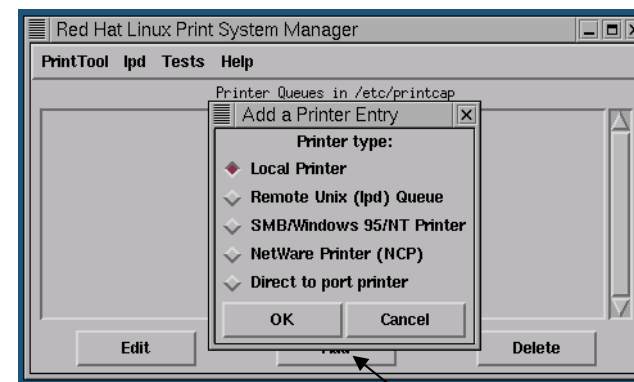 Red Hat Linux Print System Manager
PrintTool lpd Tests Help
Printer Queues in /etc/printcap
Add a Printer Entry
Printer type:
Local Printer
Remote Unix (lpd) Queue
SMB/Windows 95/NT Printer
NetWare Printer (NCP)
Direct to port printer
OK Cancel
Edit Add Delete